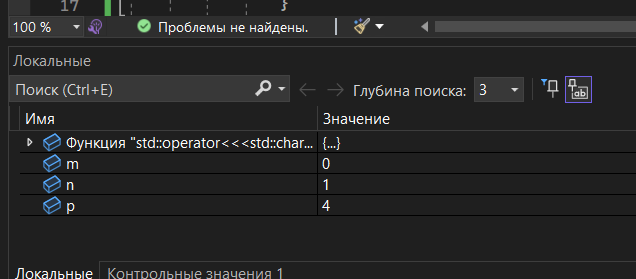 17 }
100 % Проблемы не найдены.
Локальные
Поиск (Ctrl+E) Глубина поиска: 3
Имя Значение
Функция "std::operator<<<std::char... {...}
m 0
n 1
p 4
Локальные Контрольные значения 1